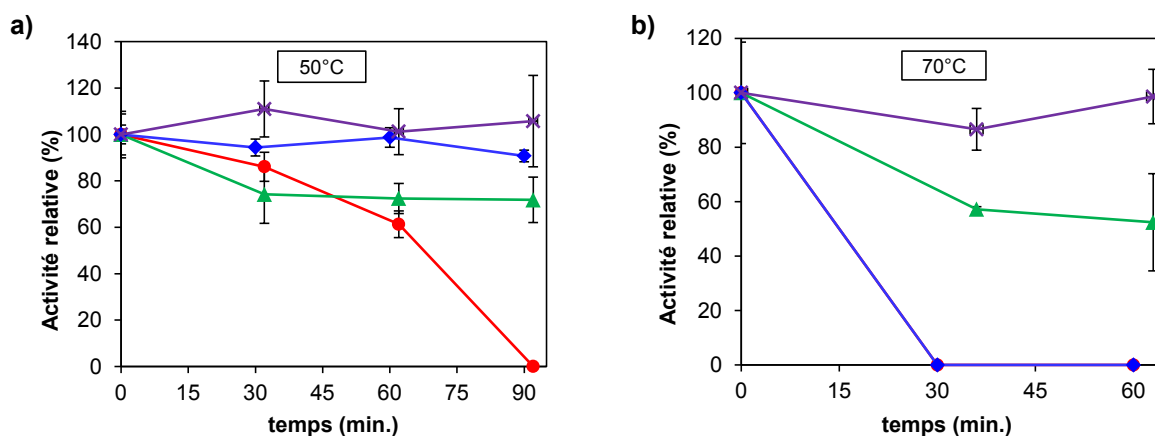 a)
50°C
Activité relative (%)
140
120
100
80
60
40
20
0
0 15 30 45 60 75 90
temps (min.)
b)
70°C
Activité relative (%)
120
100
80
60
40
20
0
0 15 30 45 60
temps (min.)